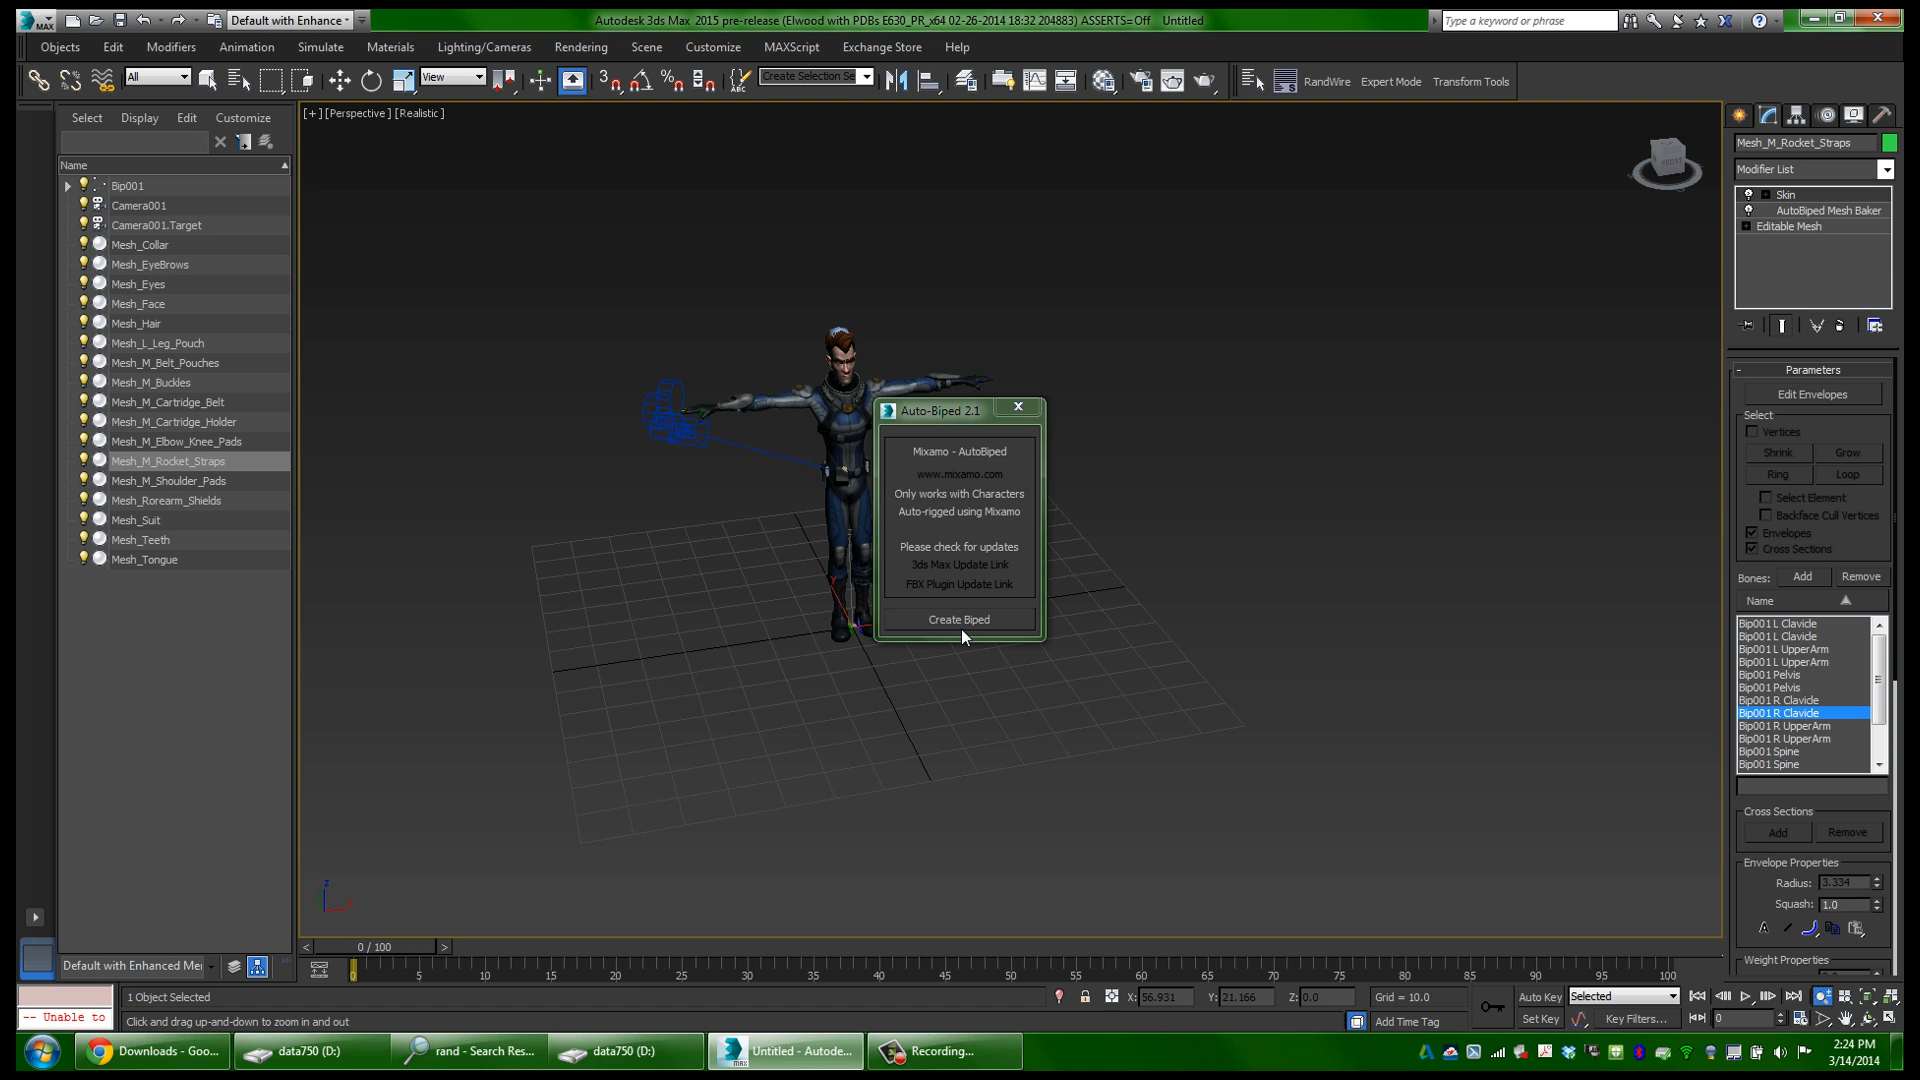 MAX
Default with Enhance
Autodesk 3ds Max 2015 pre-release (Elwood with PDBs E630_PR_x64 02-26-2014 18:32 204883) ASSERTS=Off Untitled
Type a keyword or phrase
Objects Edit Modifiers Animation Simulate Materials Lighting/Cameras Rendering Scene Customize MAXScript Exchange Store Help
All View Create Selection Se RandWire Expert Mode Transform Tools
Select Display Edit Customize
Name
Bip001
Camera001
Camera001.Target
Mesh_Collar
Mesh_EyeBrows
Mesh_Eyes
Mesh_Face
Mesh_Hair
Mesh_L_Leg_Pouch
Mesh_M_Belt_Pouches
Mesh_M_Buckles
Mesh_M_Cartridge_Belt
Mesh_M_Cartridge_Holder
Mesh_M_Elbow_Knee_Pads
Mesh_M_Rocket_Straps
Mesh_M_Shoulder_Pads
Mesh_Rorearm_Shields
Mesh_Suit
Mesh_Teeth
Mesh_Tongue
[+] [Perspective] [Realistic]
FRONT
Auto-Biped 2.1
Mixamo - AutoBiped
www.mixamo.com
Only works with Characters
Auto-rigged using Mixamo
Please check for updates
3ds Max Update Link
FBX Plugin Update Link
Create Biped
Mesh_M_Rocket_Straps
Modifier List
Skin
AutoBiped Mesh Baker
Editable Mesh
Parameters
Edit Envelopes
Select
Vertices
Shrink Grow
Ring Loop
Select Element
Backface Cull Vertices
Envelopes
Cross Sections
Bones: Add Remove
Name
Bip001 L Clavicle
Bip001 L Clavicle
Bip001 L UpperArm
Bip001 L UpperArm
Bip001 Pelvis
Bip001 Pelvis
Bip001 R Clavicle
Bip001 R Clavicle
Bip001 R UpperArm
Bip001 R UpperArm
Bip001 Spine
Bip001 Spine
Cross Sections
Add Remove
Envelope Properties
Radius: 3.334
Squash: 1.0
Weight Properties
z
x
< 0 / 100 >
Default with Enhanced Mer
0 5 10 15 20 25 30 35 40 45 50 55 60 65 70 75 80 85 90 95 100
1 Object Selected X: 56.931 Y: 21.166 Z: 0.0 Grid = 10.0 Auto Key Selected
-- Unable to
Click and drag up-and-down to zoom in and out Add Time Tag Set Key Key Filters... 0
Downloads - Goo... data750 (D:) rand - Search Res... data750 (D:) Untitled - Autode... Recording...
2:24 PM
3/14/2014